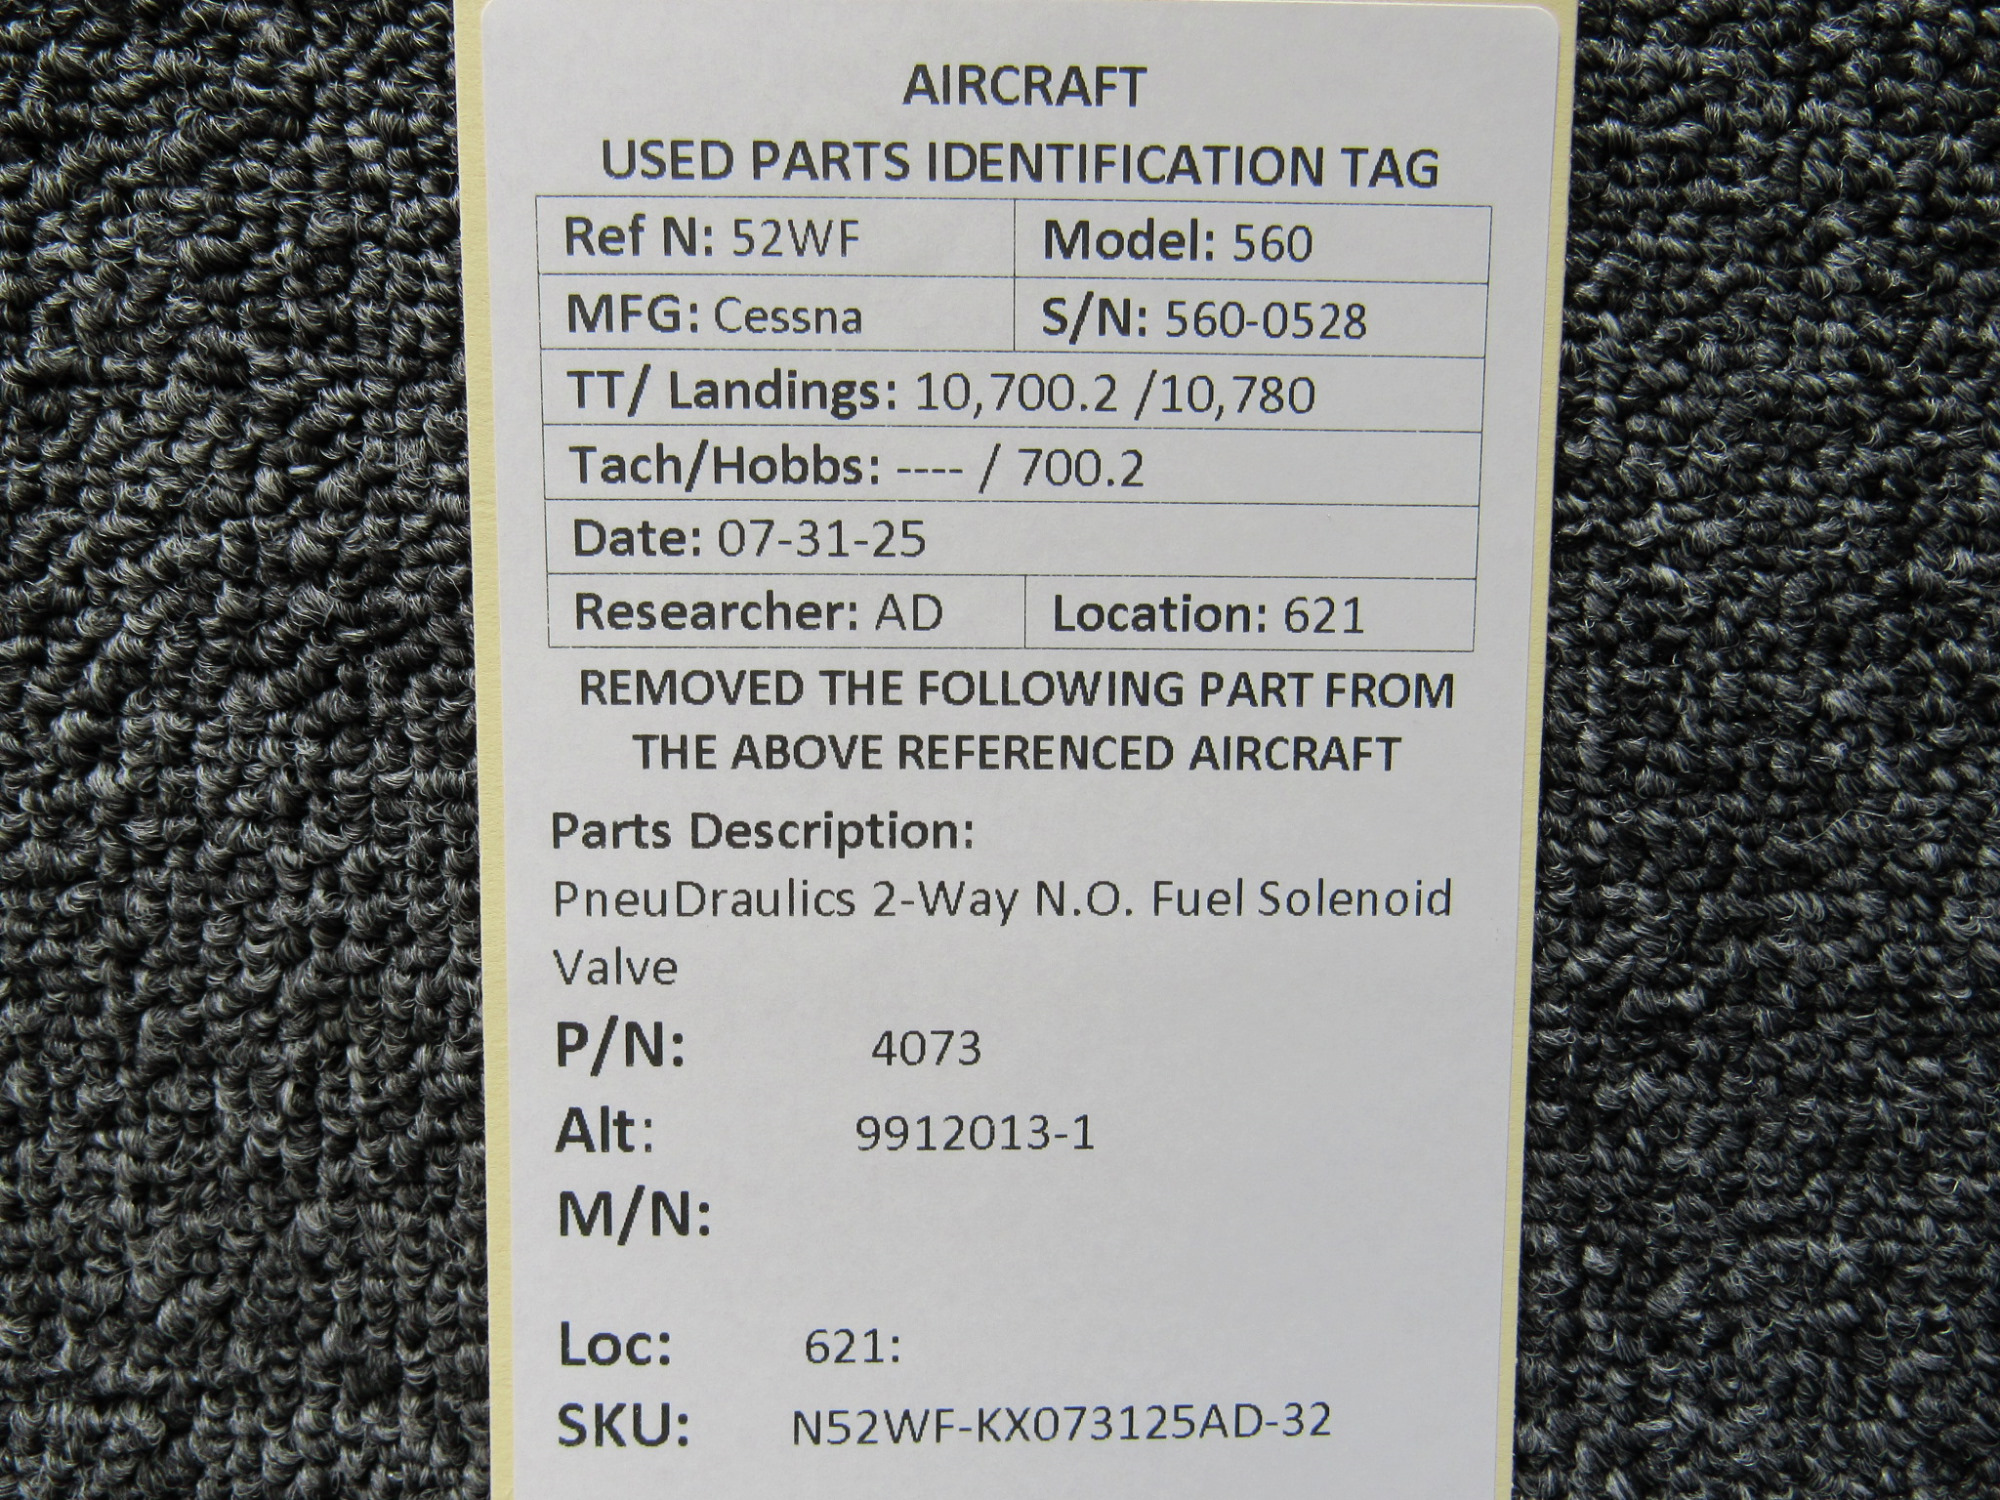 AIRCRAFT
USED PARTS IDENTIFICATION TAG
Ref N: 52WF Model: 560
MFG: Cessna S/N: 560-0528
TT/ Landings: 10,700.2 /10,780
Tach/Hobbs: ---- / 700.2
Date: 07-31-25
Researcher: AD Location: 621
REMOVED THE FOLLOWING PART FROM
THE ABOVE REFERENCED AIRCRAFT
Parts Description:
PneuDraulics 2-Way N.O. Fuel Solenoid
Valve
P/N: 4073
Alt: 9912013-1
M/N:
Loc: 621:
SKU: N52WF-KX073125AD-32